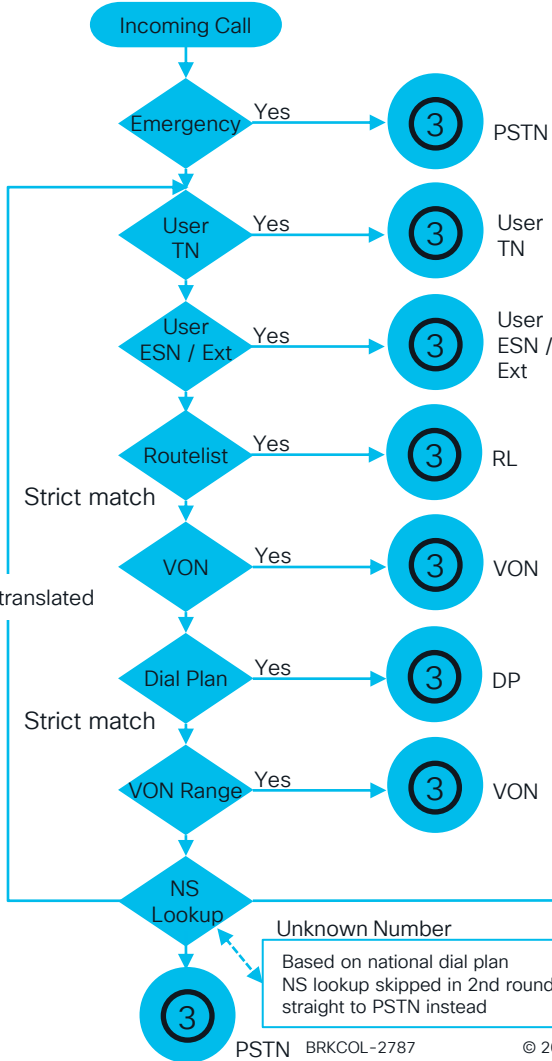 Incoming Call
Emergency
Yes
3
PSTN
User
TN
Yes
3
User
TN
User
ESN / Ext
Yes
3
User
ESN /
Ext
Routelist
Yes
3
RL
Strict match
VON
Yes
3
VON
translated
Dial Plan
Yes
3
DP
Strict match
VON Range
Yes
3
VON
NS
Lookup
Unknown Number
Based on national dial plan
NS lookup skipped in 2nd round
straight to PSTN instead
3
PSTN
BRKCOL-2787
© 20